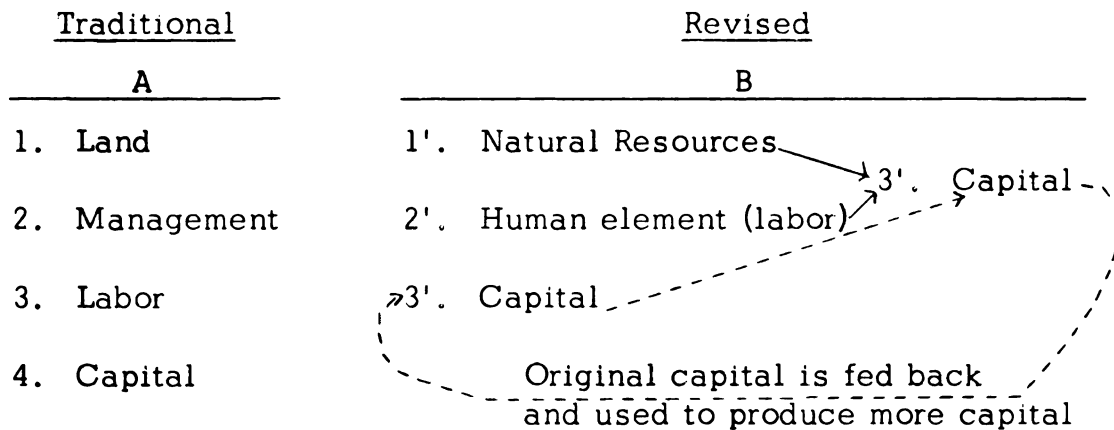 Traditional Revised
A B
1. Land 1'. Natural Resources
3'. Capital
2. Management 2'. Human element (labor)
3. Labor 3'. Capital
4. Capital Original capital is fed back
and used to produce more capital